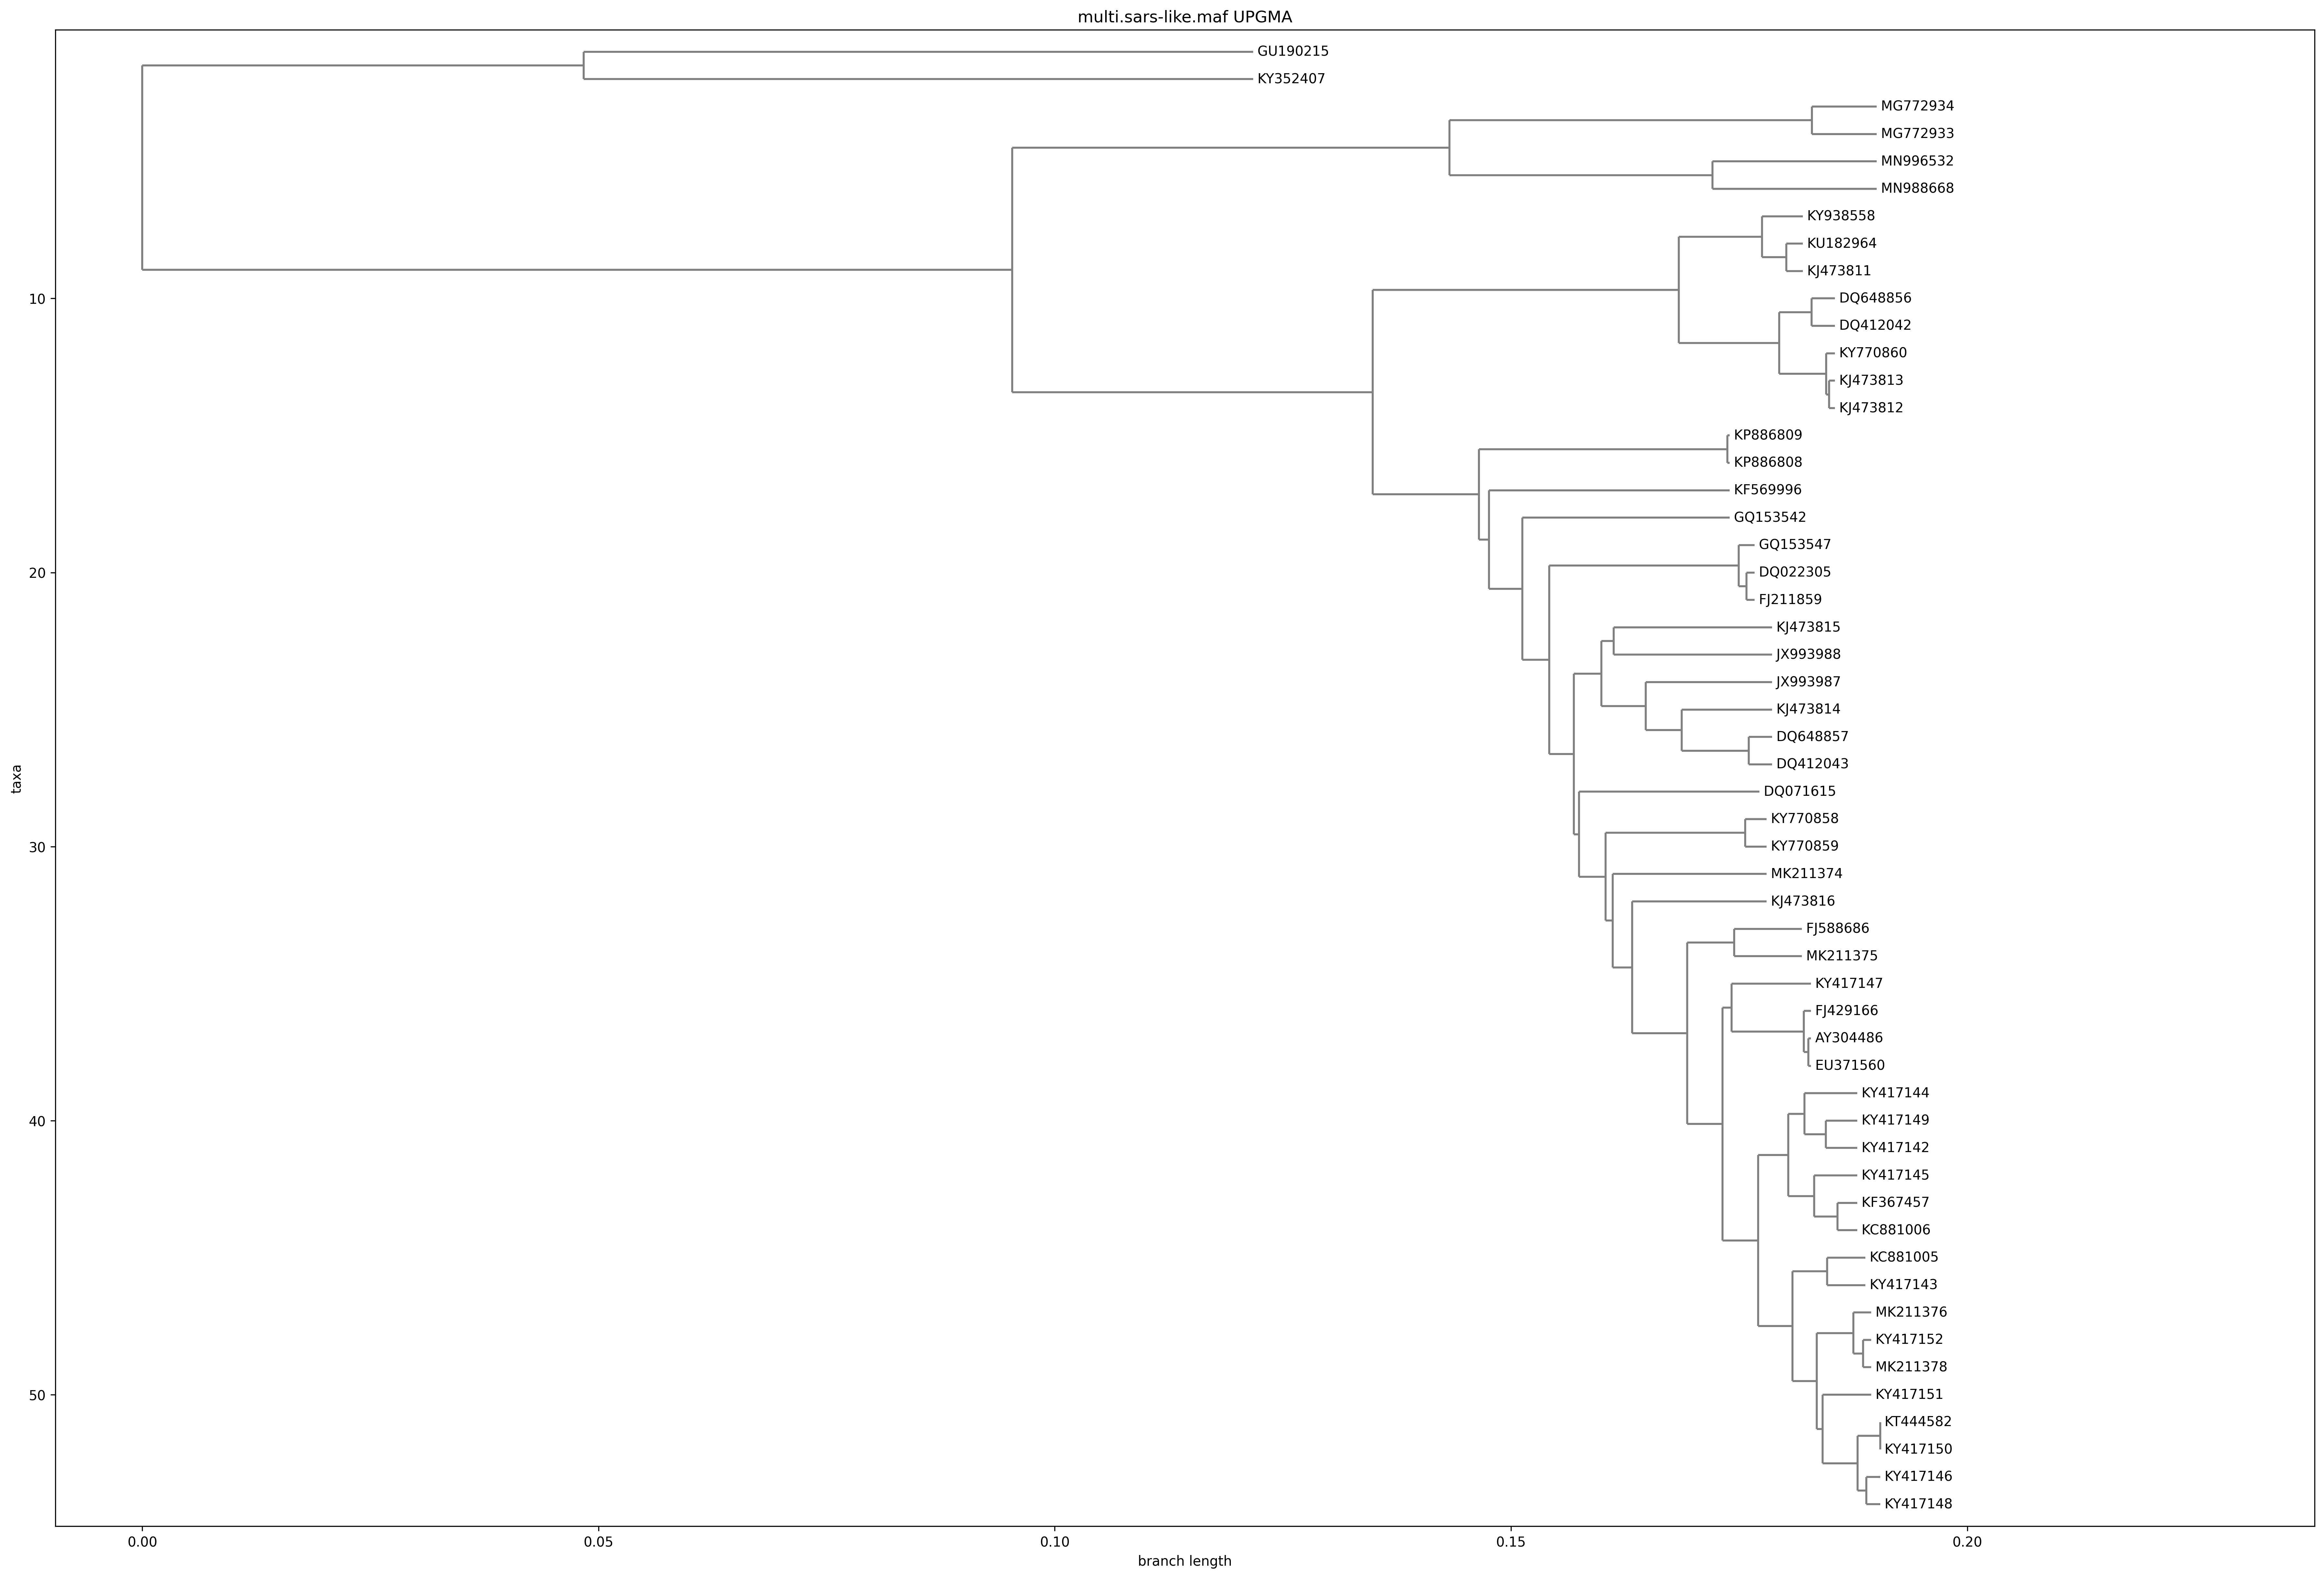 multi.sars-like.maf UPGMA
GU190215
KY352407
MG772934
MG772933
MN996532
MN988668
KY938558
KU182964
KJ473811
10
DQ648856
DQ412042
KY770860
KJ473813
KJ473812
KP886809
KP886808
KF569996
GQ153542
GQ153547
20
DQ022305
FJ211859
KJ473815
JX993988
JX993987
KJ473814
DQ648857
DQ412043
taxa
DQ071615
KY770858
30
KY770859
MK211374
KJ473816
FJ588686
MK211375
KY417147
FJ429166
AY304486
EU371560
KY417144
40
KY417149
KY417142
KY417145
KF367457
KC881006
KC881005
KY417143
MK211376
KY417152
MK211378
50
KY417151
KT444582
KY417150
KY417146
KY417148
0.00 0.05 0.10 0.15 0.20
branch length